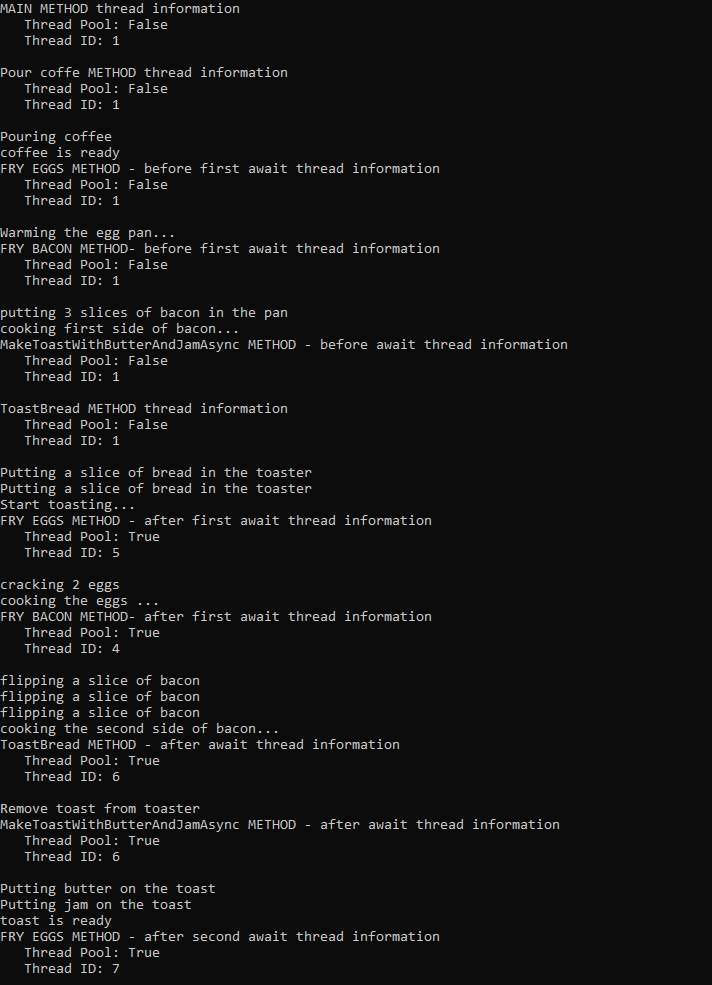 MAIN METHOD thread information
   Thread Pool: False
   Thread ID: 1

Pour coffe METHOD thread information
   Thread Pool: False
   Thread ID: 1

Pouring coffee
coffee is ready
FRY EGGS METHOD - before first await thread information
   Thread Pool: False
   Thread ID: 1

Warming the egg pan...
FRY BACON METHOD- before first await thread information
   Thread Pool: False
   Thread ID: 1

putting 3 slices of bacon in the pan
cooking first side of bacon...
MakeToastWithButterAndJamAsync METHOD - before await thread information
   Thread Pool: False
   Thread ID: 1

ToastBread METHOD thread information
   Thread Pool: False
   Thread ID: 1

Putting a slice of bread in the toaster
Putting a slice of bread in the toaster
Start toasting...
FRY EGGS METHOD - after first await thread information
   Thread Pool: True
   Thread ID: 5

cracking 2 eggs
cooking the eggs ...
FRY BACON METHOD- after first await thread information
   Thread Pool: True
   Thread ID: 4

flipping a slice of bacon
flipping a slice of bacon
flipping a slice of bacon
cooking the second side of bacon...
ToastBread METHOD - after await thread information
   Thread Pool: True
   Thread ID: 6

Remove toast from toaster
MakeToastWithButterAndJamAsync METHOD - after await thread information
   Thread Pool: True
   Thread ID: 6

Putting butter on the toast
Putting jam on the toast
toast is ready
FRY EGGS METHOD - after second await thread information
   Thread Pool: True
   Thread ID: 7